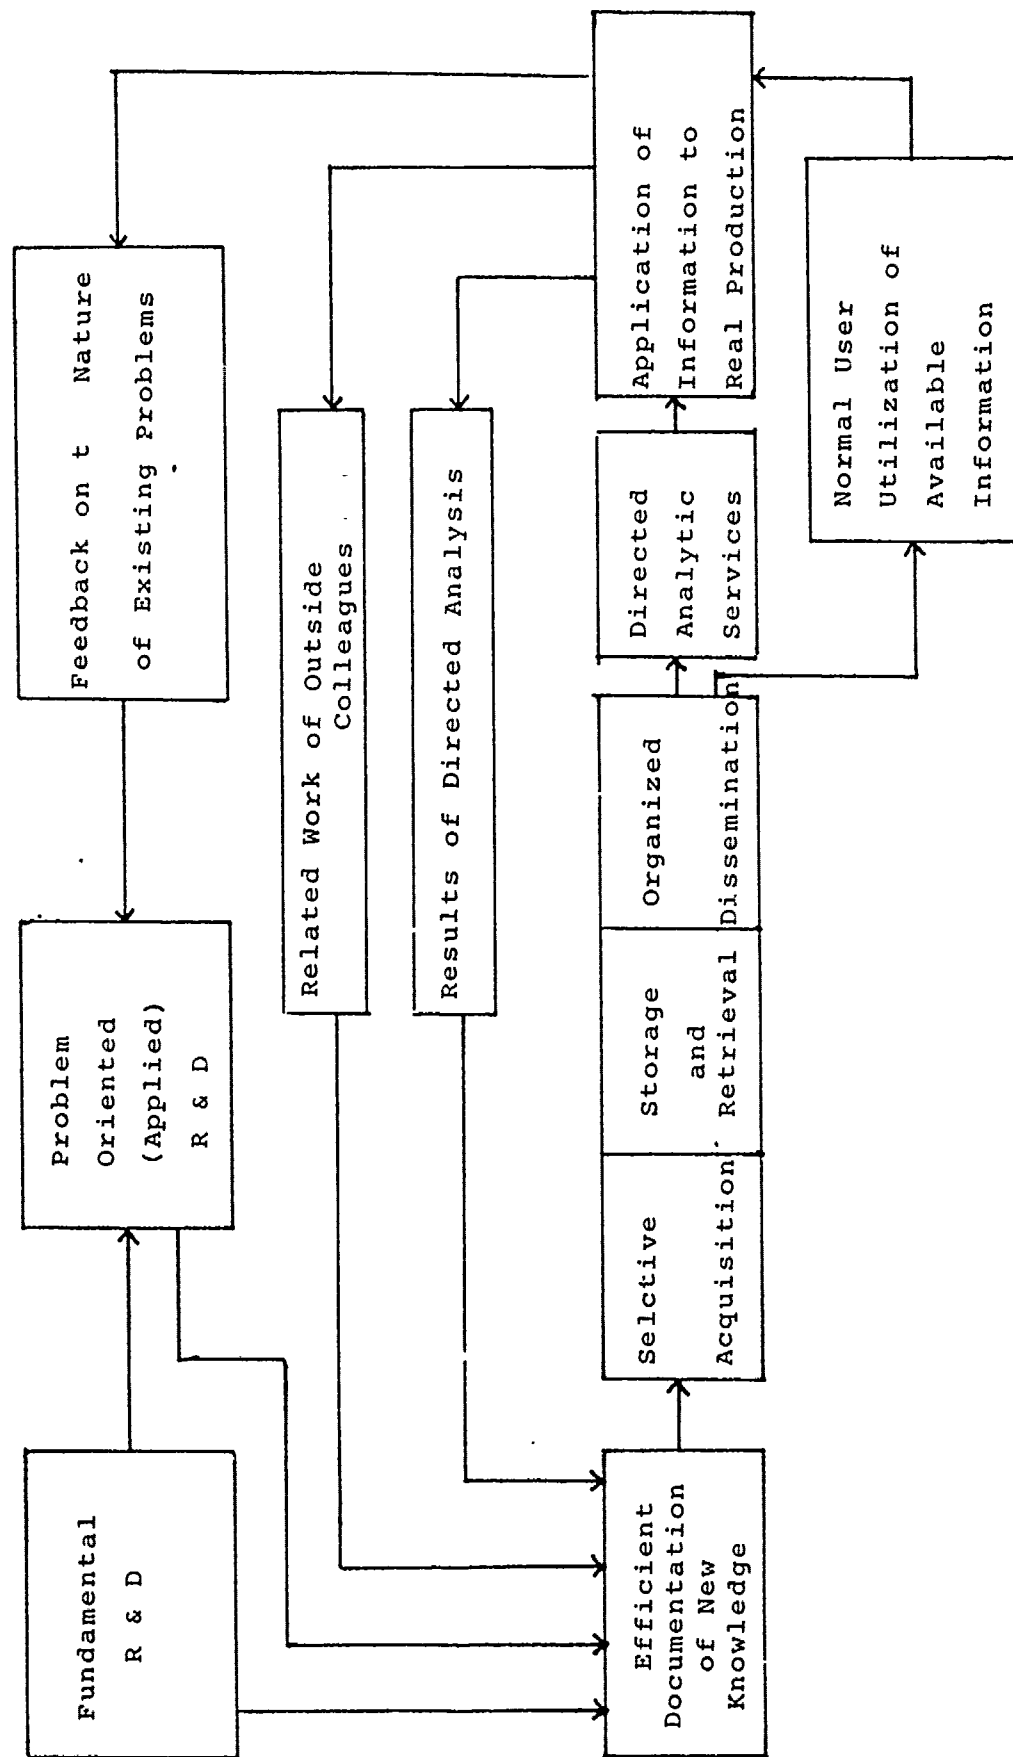 Fundamental
R & D
Problem
Oriented
(Applied)
R & D
Feedback on t Nature
of Existing Problems
Related Work of Outside
Colleagues
Results of Directed Analysis
Efficient
Documentation
of New
Knowledge
Selctive
Acquisition
Storage
and
Retrieval
Organized
Dissemination
Directed
Analytic
Services
Application of
Information to
Real Production
Normal User
Utilization of
Available
Information